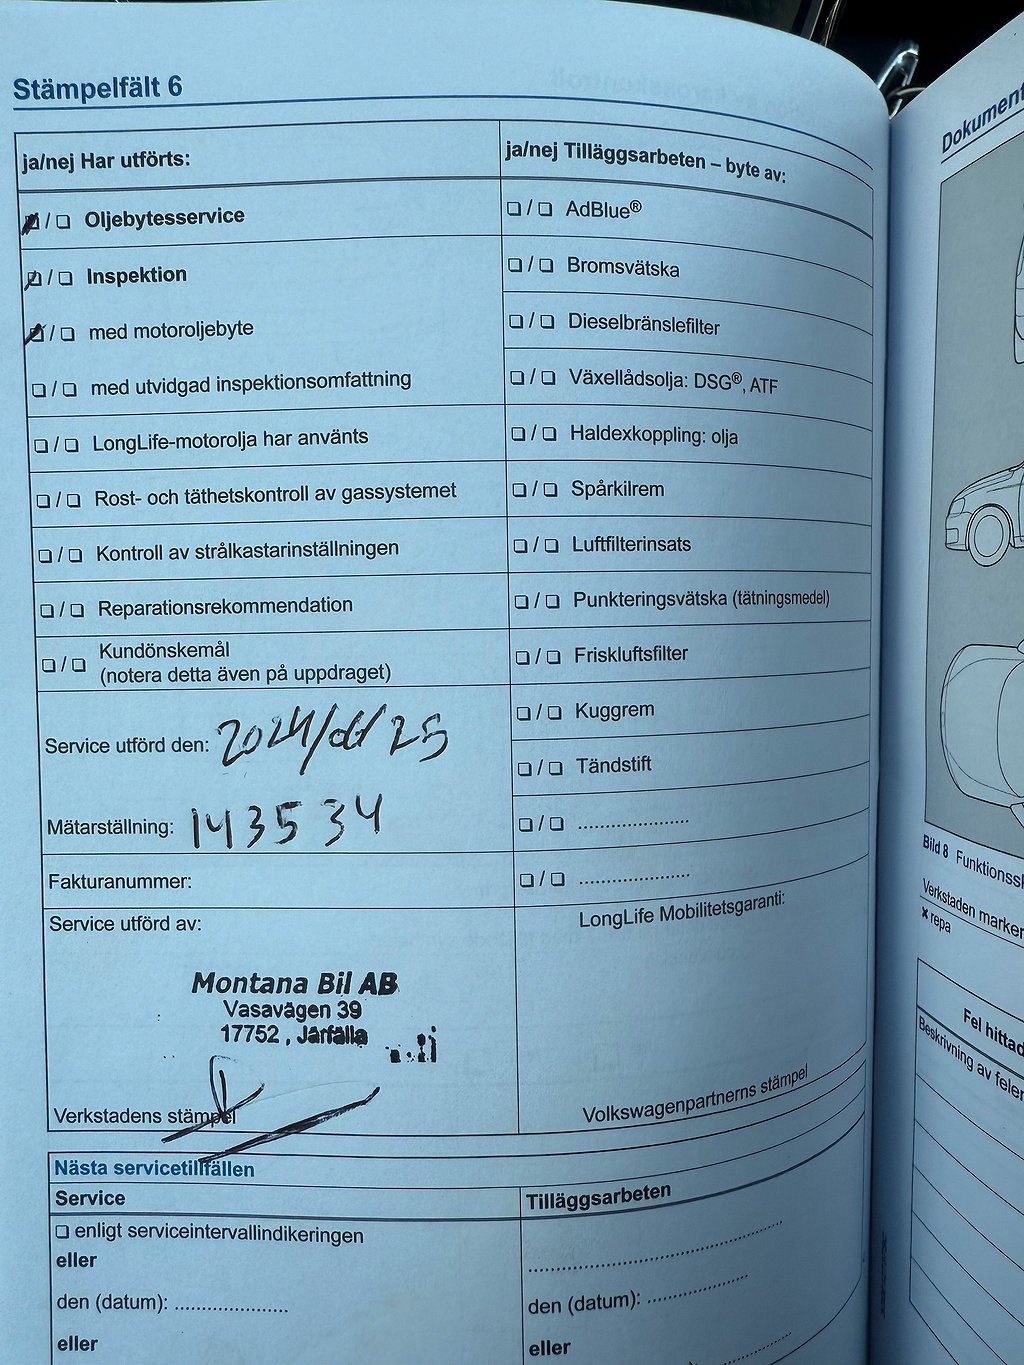 Stämpelfält 6
ja/nej Har utförts:
❏ / ❏ Oljebytesservice
❏ / ❏ Inspektion
❏ / ❏ med motoroljebyte
❏ / ❏ med utvidgad inspektionsomfattning
❏ / ❏ LongLife-motorolja har använts
❏ / ❏ Rost- och täthetskontroll av gassystemet
❏ / ❏ Kontroll av strålkastarinställningen
❏ / ❏ Reparationsrekommendation
❏ / ❏ Kundönskemål
(notera detta även på uppdraget)
Service utförd den: 2024/06/25
Mätarställning: 143534
Fakturanummer:
Service utförd av:
Montana Bil AB
Vasavägen 39
17752 , Järfälla
Verkstadens stämpel
ja/nej Tilläggsarbeten – byte av:
❏ / ❏ AdBlue®
❏ / ❏ Bromsvätska
❏ / ❏ Dieselbränslefilter
❏ / ❏ Växellådsolja: DSG®, ATF
❏ / ❏ Haldexkoppling: olja
❏ / ❏ Spårkilrem
❏ / ❏ Luftfilterinsats
❏ / ❏ Punkteringsvätska (tätningsmedel)
❏ / ❏ Friskluftsfilter
❏ / ❏ Kuggrem
❏ / ❏ Tändstift
❏ / ❏ ....................
❏ / ❏ ....................
LongLife Mobilitetsgaranti:
Volkswagenpartnerns stämpel
Nästa servicetillfällen
Service
❏ enligt serviceintervallindikeringen
eller
den (datum): ....................
eller
Tilläggsarbeten
............................................
den (datum): ....................
eller
Dokument
Bild 8 Funktionssk
Verkstaden marker
✖ repa
Fel hittad
Beskrivning av felen